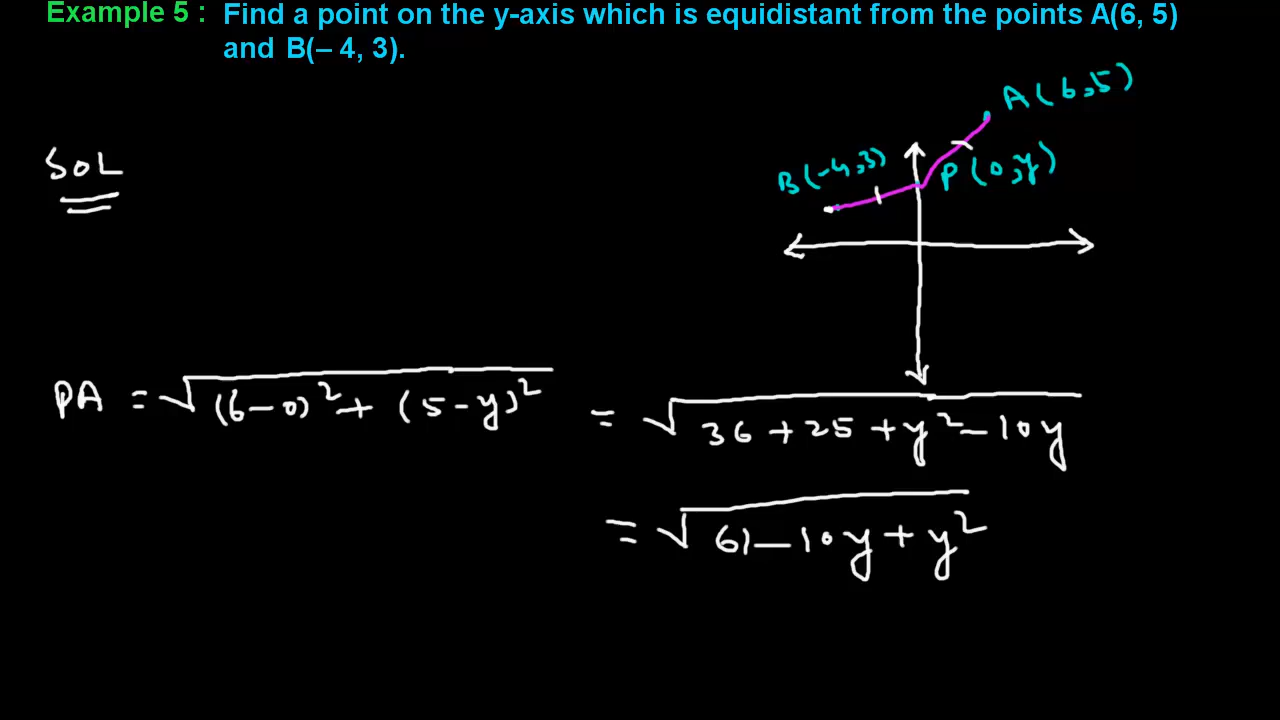 Example 5 : Find a point on the y-axis which is equidistant from the points A(6, 5)
and B(– 4, 3).
A(6,5)
SOL
B(-4,3)
P(0,y)
PA = √(6-0)² + (5-y)² = √36+25+y²-10y
= √61-10y+y²